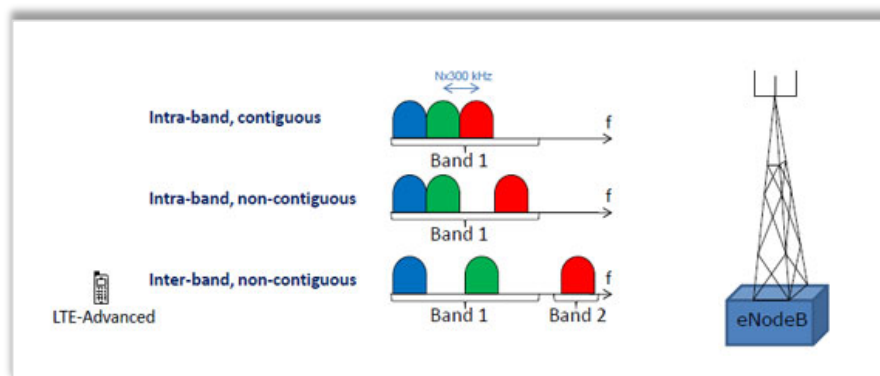 Nx300 kHz
Intra-band, contiguous
f
Band 1
Intra-band, non-contiguous
f
Band 1
Inter-band, non-contiguous
f
Band 1
Band 2
LTE-Advanced
eNodeB